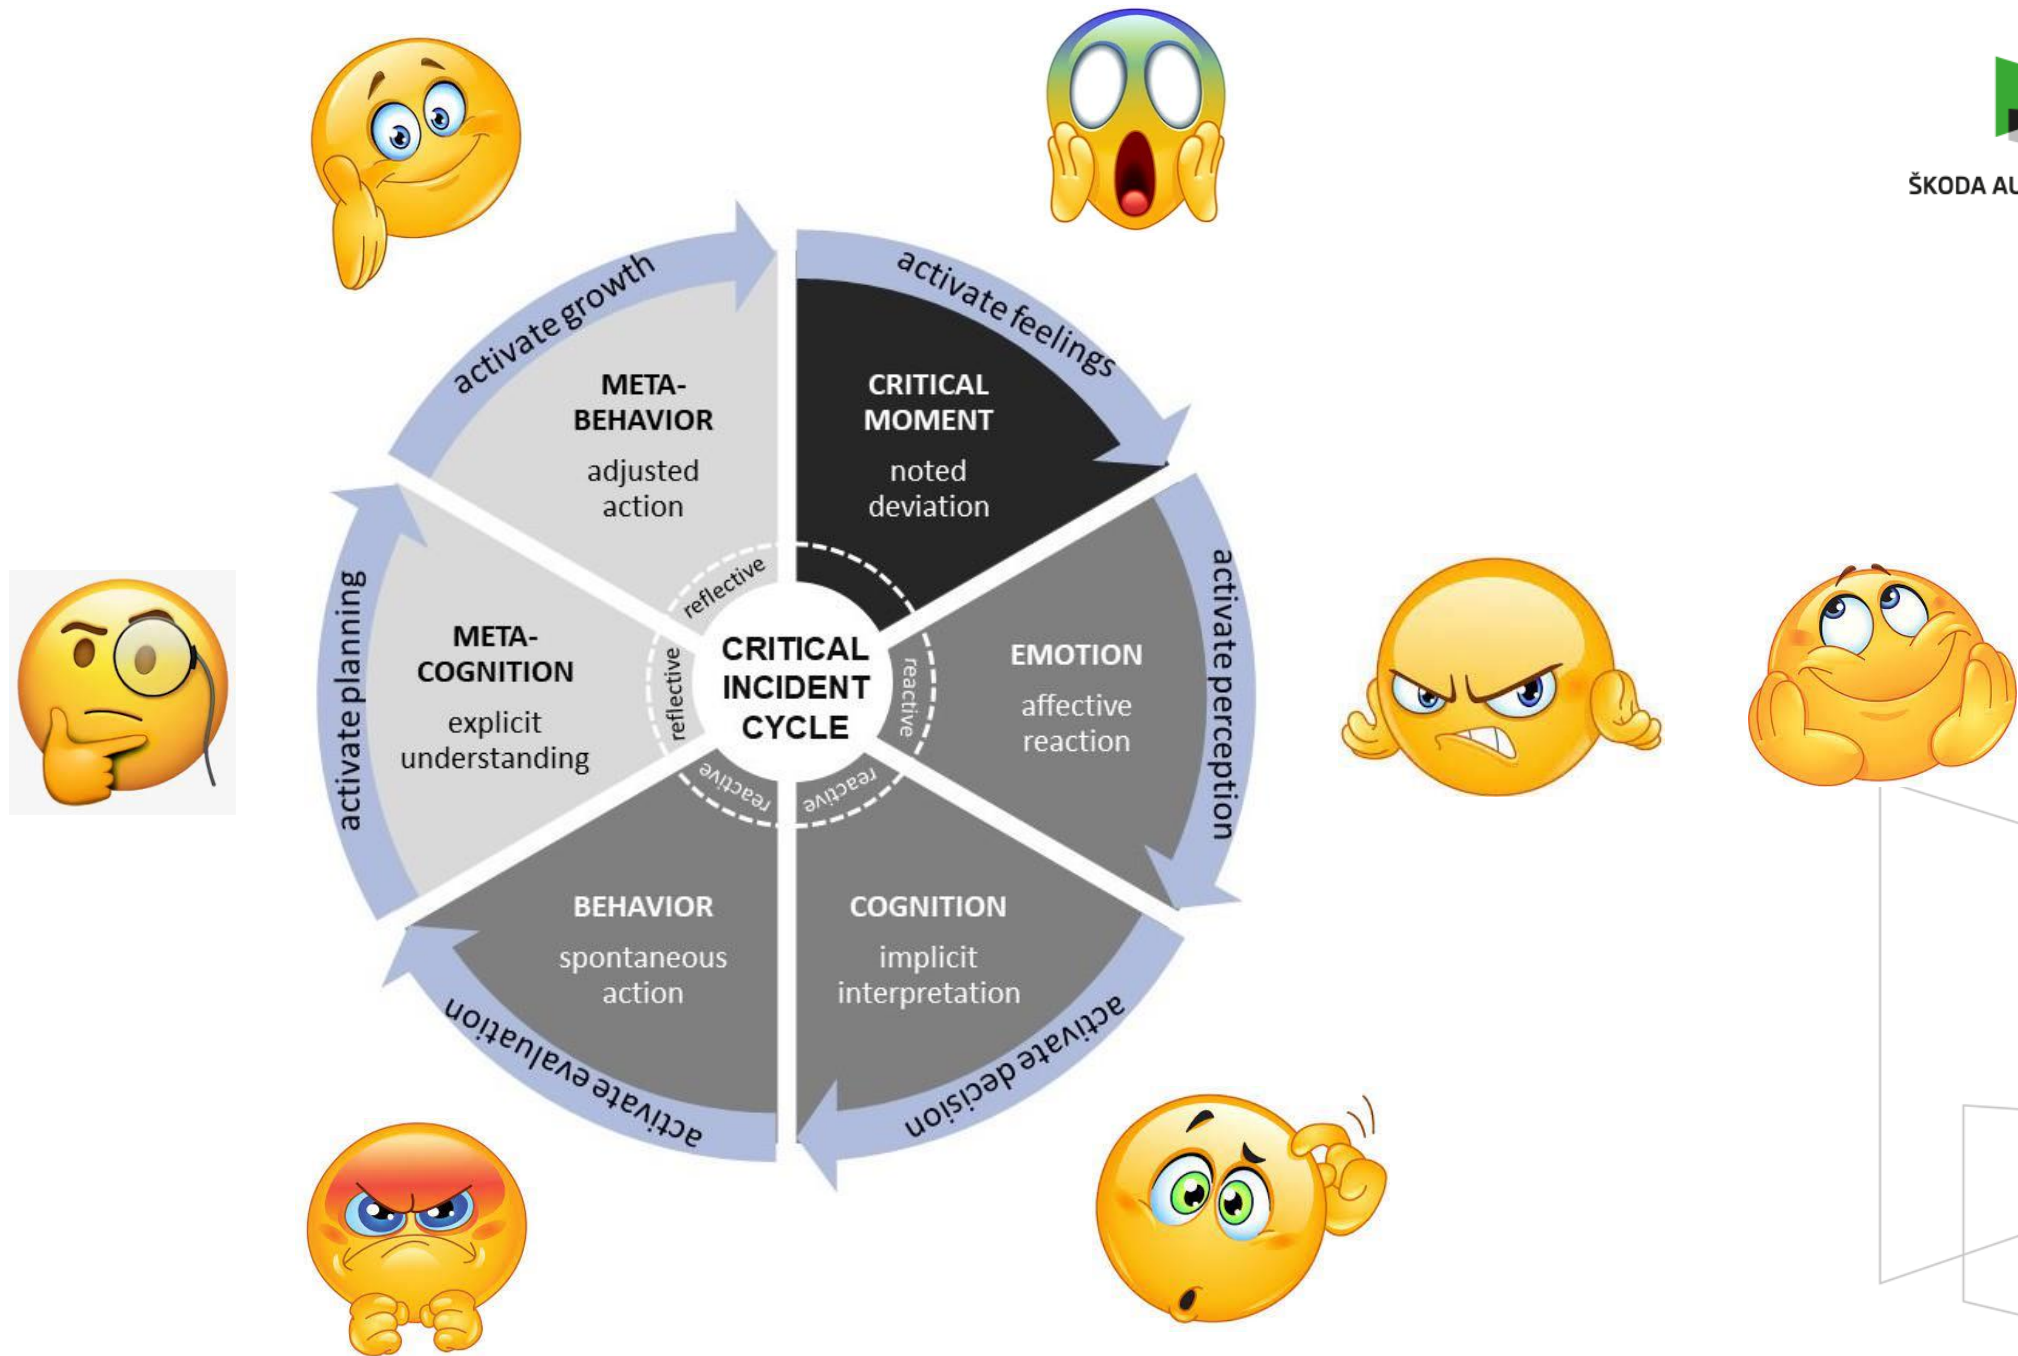 ŠKODA AU
activate feelings
CRITICAL
MOMENT
noted
deviation
activate perception
EMOTION
affective
reaction
reactive
activate decision
COGNITION
implicit
interpretation
reactive
activate evaluation
BEHAVIOR
spontaneous
action
reactive
activate planning
META-
COGNITION
explicit
understanding
reflective
activate growth
META-
BEHAVIOR
adjusted
action
reflective
CRITICAL
INCIDENT
CYCLE